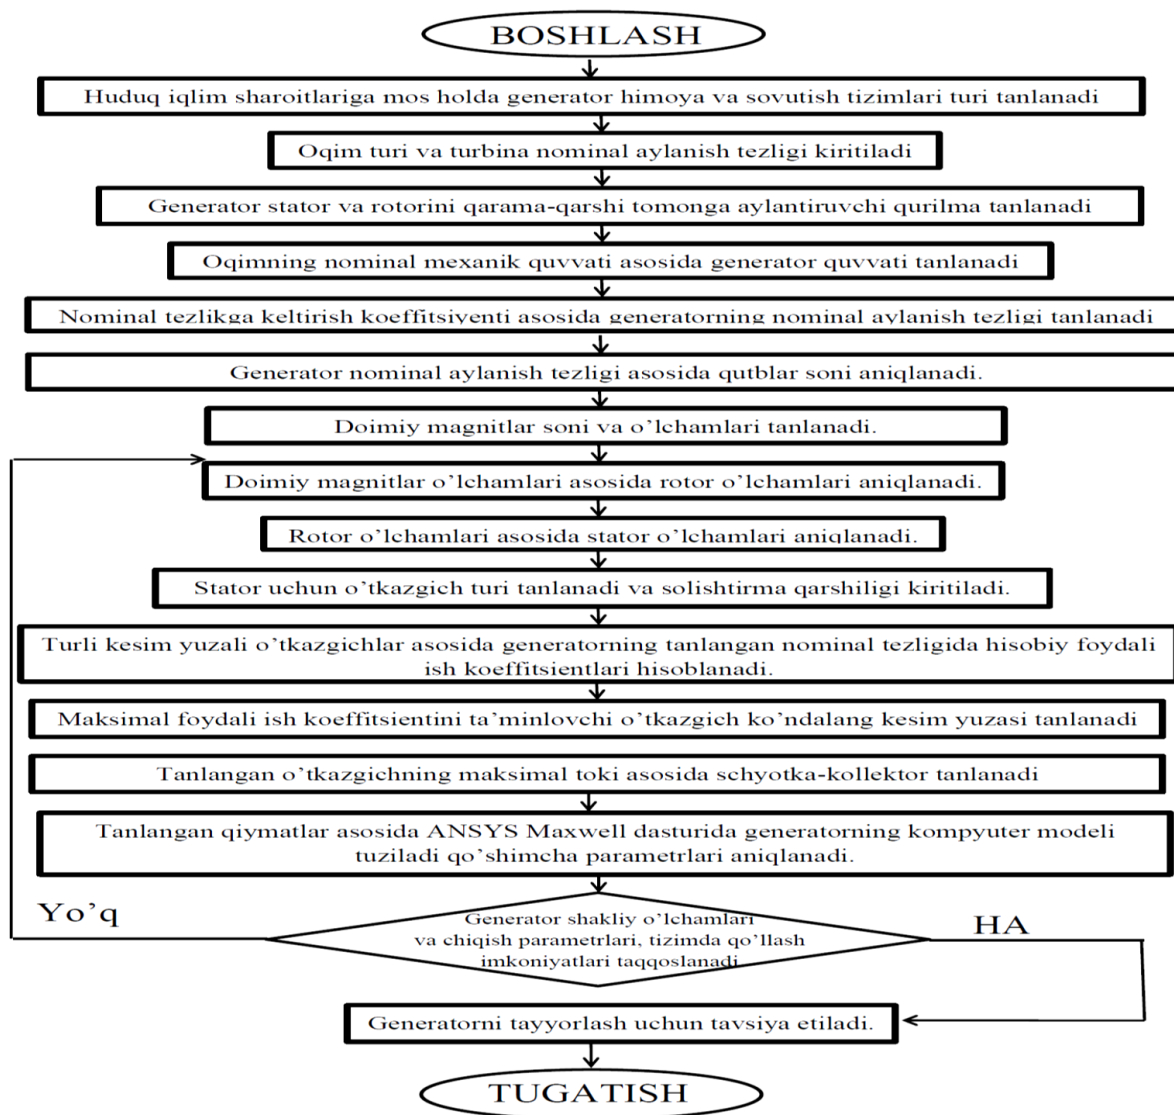 BOSHLASH
Huduq iqlim sharoitlariga mos holda generator himoya va sovutish tizimlari turi tanlanadi
Oqim turi va turbina nominal aylanish tezligi kiritiladi
Generator stator va rotorini qarama-qarshi tomonga aylantiruvchi qurilma tanlanadi
Oqimning nominal mexanik quvvati asosida generator quvvati tanlanadi
Nominal tezlikga keltirish koeffitsiyenti asosida generatorning nominal aylanish tezligi tanlanadi
Generator nominal aylanish tezligi asosida qutblar soni aniqlanadi.
Doimiy magnitlar soni va o’lchamlari tanlanadi.
Doimiy magnitlar o’lchamlari asosida rotor o’lchamlari aniqlanadi.
Rotor o’lchamlari asosida stator o’lchamlari aniqlanadi.
Stator uchun o’tkazgich turi tanlanadi va solishtirma qarshiligi kiritiladi.
Turli kesim yuzali o’tkazgichlar asosida generatorning tanlangan nominal tezligida hisobiy foydali
ish koeffitsientlari hisoblanadi.
Maksimal foydali ish koeffitsientini ta’minlovchi o’tkazgich ko’ndalang kesim yuzasi tanlanadi
Tanlangan o’tkazgichning maksimal toki asosida schyotka-kollektor tanlanadi
Tanlangan qiymatlar asosida ANSYS Maxwell dasturida generatorning kompyuter modeli
tuziladi qo’shimcha parametrlari aniqlanadi.
Yo’q
Generator shakliy o’lchamlari
va chiqish parametrlari, tizimda qo’llash
imkoniyatlari taqqoslanadi
HA
Generatorni tayyorlash uchun tavsiya etiladi.
TUGATISH